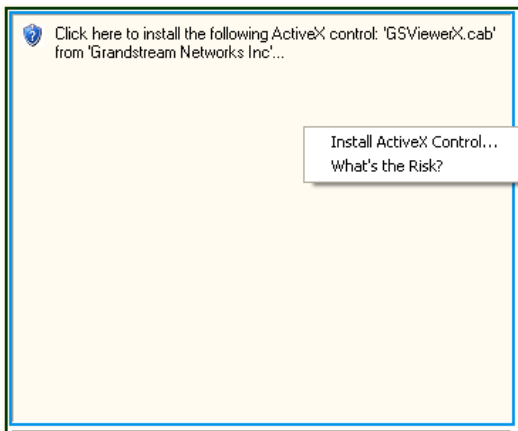 Click here to install the following ActiveX control: 'GSViewerX.cab'
from 'Grandstream Networks Inc'...
Install ActiveX Control...
What's the Risk?